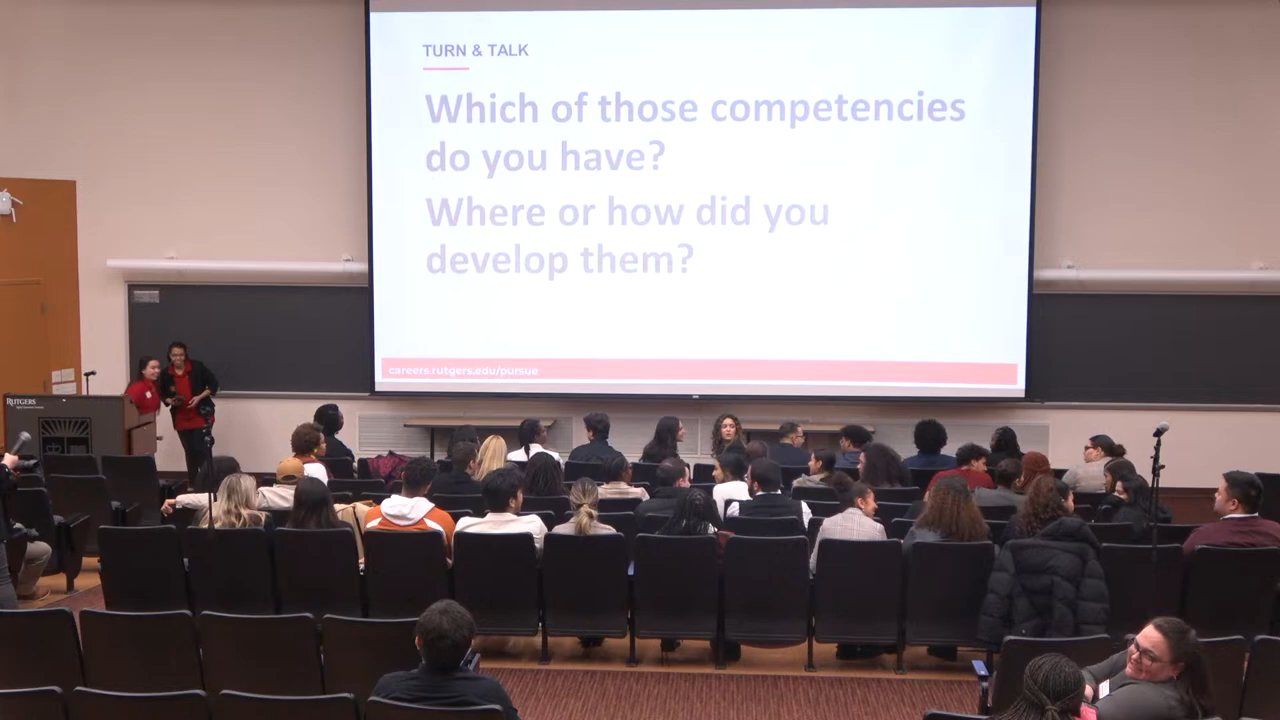 TURN & TALK
Which of those competencies
do you have?
Where or how did you
develop them?
careers.rutgers.edu/pursue
RUTGERS